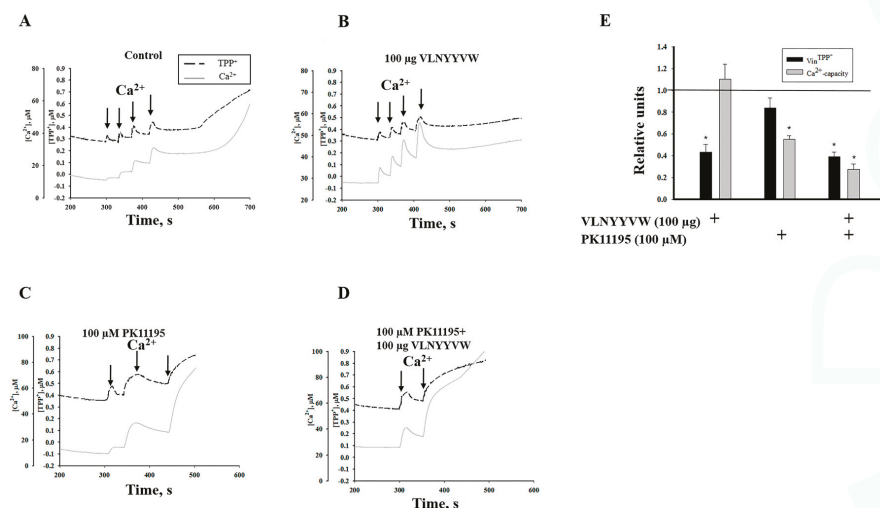 A
Control
TPP⁺
Ca²⁺
Ca²⁺
[Ca²⁺], µM
[TPP⁺], µM
80
60
40
20
0
0.9
0.8
0.7
0.6
0.5
0.4
0.3
0.2
0.1
0.0
-0.1
-0.2
200 300 400 500 600 700
Time, s
B
100 µg VLNYYVW
Ca²⁺
[Ca²⁺], µM
[TPP⁺], µM
80
70
60
50
40
30
20
0.9
0.8
0.7
0.6
0.5
0.4
0.3
0.2
0.1
0.0
-0.1
-0.2
200 300 400 500 600 700
Time, s
E
Vin TPP⁺
Ca²⁺-capacity
Relative units
1.4
1.2
1.0
0.8
0.6
0.4
0.2
0.0
* * * *
VLNYYVW (100 µg) + +
PK11195 (100 µM) + +
C
100 µM PK11195
Ca²⁺
[Ca²⁺], µM
[TPP⁺], µM
100
80
60
40
20
0
0.9
0.8
0.7
0.6
0.5
0.4
0.3
0.2
0.1
0.0
-0.1
-0.2
200 300 400 500 600
Time, s
D
100 µM PK11195+
100 µg VLNYYVW
Ca²⁺
[Ca²⁺], µM
[TPP⁺], µM
100
80
60
40
20
0
0.9
0.8
0.7
0.6
0.5
0.4
0.3
0.2
0.1
0.0
-0.1
-0.2
200 300 400 500 600
Time, s